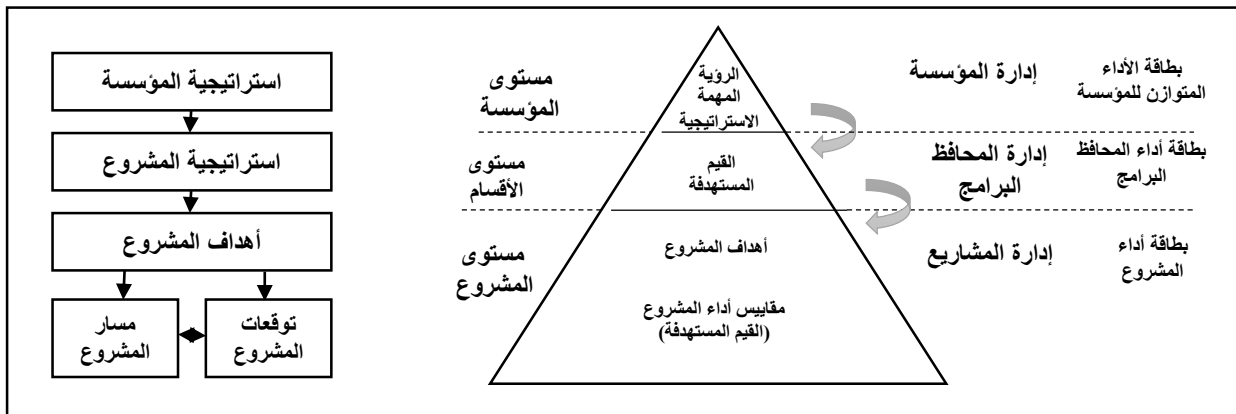 استراتيجية المؤسسة
استراتيجية المشروع
أهداف المشروع
توقعات
المشروع
مسار
المشروع
بطاقة الأداء
المتوازن للمؤسسة
إدارة المؤسسة
الرؤية
المهمة
الاستراتيجية
مستوى
المؤسسة
بطاقة أداء المحافظ
البرامج
إدارة المحافظ
البرامج
القيم
المستهدفة
مستوى
الأقسام
بطاقة أداء
المشروع
إدارة المشاريع
أهداف المشروع
مقاييس أداء المشروع
(القيم المستهدفة)
مستوى
المشروع